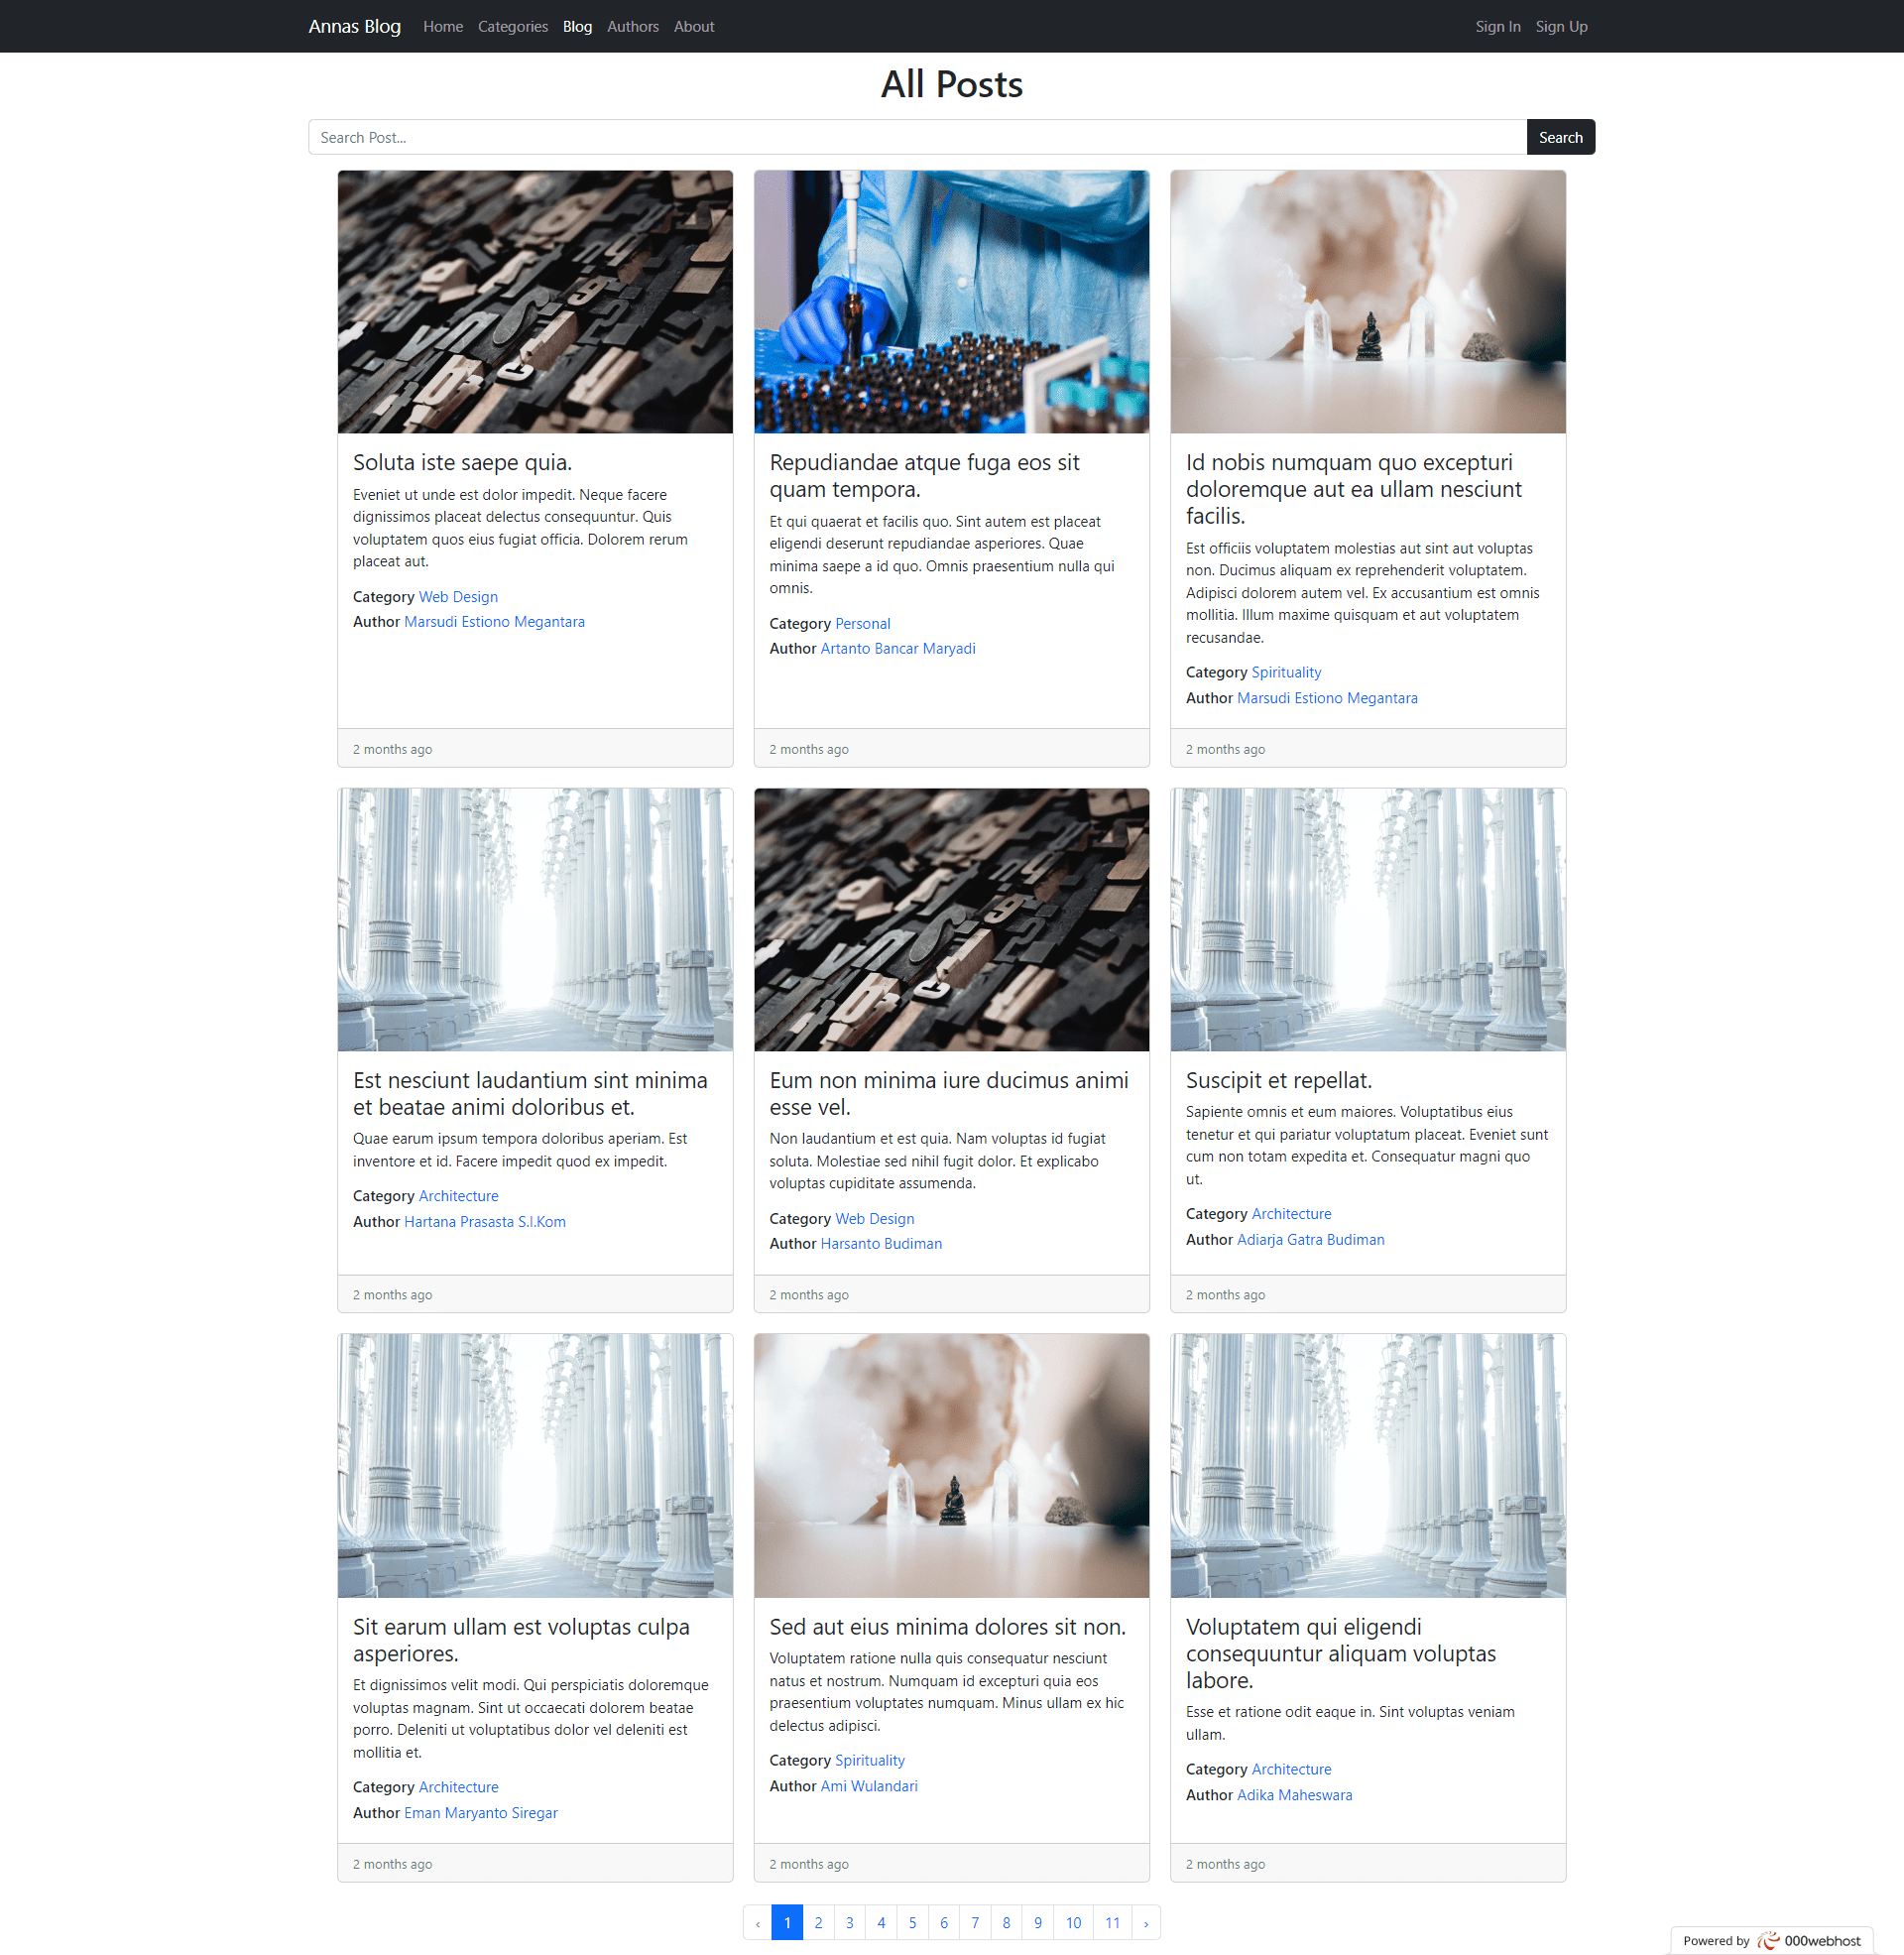 Annas Blog Home Categories Blog Authors About Sign In Sign Up
All Posts
Search Post... Search
Soluta iste saepe quia.
Eveniet ut unde est dolor impedit. Neque facere
dignissimos placeat delectus consequuntur. Quis
voluptatem quos eius fugiat officia. Dolorem rerum
placeat aut.
Category Web Design
Author Marsudi Estiono Megantara
2 months ago
Repudiandae atque fuga eos sit
quam tempora.
Et qui quaerat et facilis quo. Sint autem est placeat
eligendi deserunt repudiandae asperiores. Quae
minima saepe a id quo. Omnis praesentium nulla qui
omnis.
Category Personal
Author Artanto Bancar Maryadi
2 months ago
Id nobis numquam quo excepturi
doloremque aut ea ullam nesciunt
facilis.
Est officiis voluptatem molestias aut sint aut voluptas
non. Ducimus aliquam ex reprehenderit voluptatem.
Adipisci dolorem autem vel. Ex accusantium est omnis
mollitia. Illum maxime quisquam et aut voluptatem
recusandae.
Category Spirituality
Author Marsudi Estiono Megantara
2 months ago
Est nesciunt laudantium sint minima
et beatae animi doloribus et.
Quae earum ipsum tempora doloribus aperiam. Est
inventore et id. Facere impedit quod ex impedit.
Category Architecture
Author Hartana Prasasta S.I.Kom
2 months ago
Eum non minima iure ducimus animi
esse vel.
Non laudantium et est quia. Nam voluptas id fugiat
soluta. Molestiae sed nihil fugit dolor. Et explicabo
voluptas cupiditate assumenda.
Category Web Design
Author Harsanto Budiman
2 months ago
Suscipit et repellat.
Sapiente omnis et eum maiores. Voluptatibus eius
tenetur et qui pariatur voluptatum placeat. Eveniet sunt
cum non totam expedita et. Consequatur magni quo
ut.
Category Architecture
Author Adiarja Gatra Budiman
2 months ago
Sit earum ullam est voluptas culpa
asperiores.
Et dignissimos velit modi. Qui perspiciatis doloremque
voluptas magnam. Sint ut occaecati dolorem beatae
porro. Deleniti ut voluptatibus dolor vel deleniti est
mollitia et.
Category Architecture
Author Eman Maryanto Siregar
2 months ago
Sed aut eius minima dolores sit non.
Voluptatem ratione nulla quis consequatur nesciunt
natus et nostrum. Numquam id excepturi quia eos
praesentium voluptates numquam. Minus ullam ex hic
delectus adipisci.
Category Spirituality
Author Ami Wulandari
2 months ago
Voluptatem qui eligendi
consequuntur aliquam voluptas
labore.
Esse et ratione odit eaque in. Sint voluptas veniam
ullam.
Category Architecture
Author Adika Maheswara
2 months ago
‹ 1 2 3 4 5 6 7 8 9 10 11 ›
Powered by 000webhost